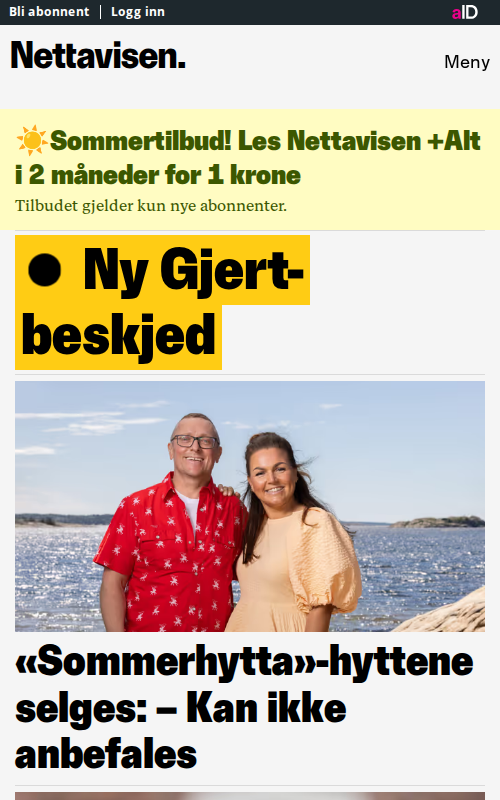 Bli abonnent | Logg inn
aID
Nettavisen.
Meny
☀️Sommertilbud! Les Nettavisen +Alt
i 2 måneder for 1 krone
Tilbudet gjelder kun nye abonnenter.
● Ny Gjert-
beskjed
«Sommerhytta»-hyttene
selges: – Kan ikke
anbefales